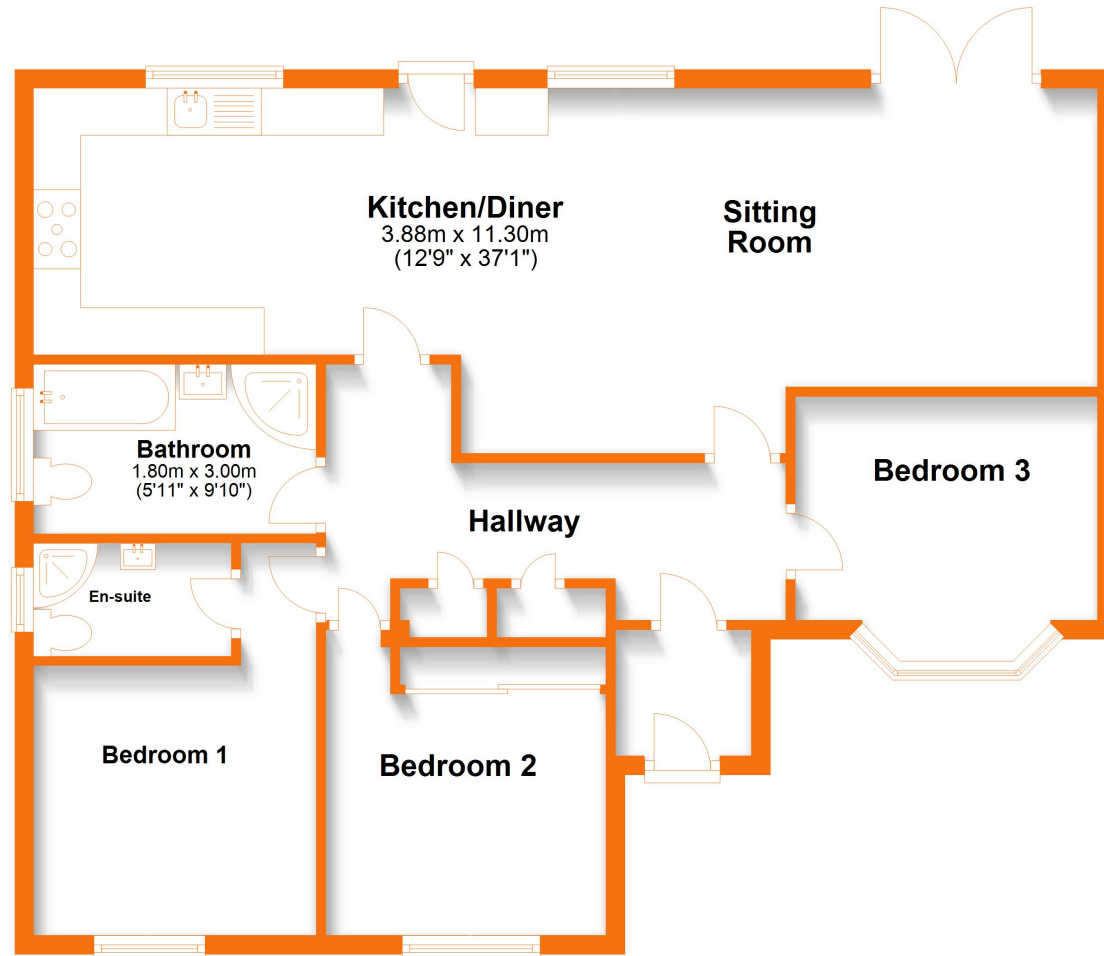 Kitchen/Diner
3.88m x 11.30m
(12'9" x 37'1")
Sitting
Room
Bathroom
1.80m x 3.00m
(5'11" x 9'10")
Bedroom 3
Hallway
En-suite
Bedroom 1
Bedroom 2